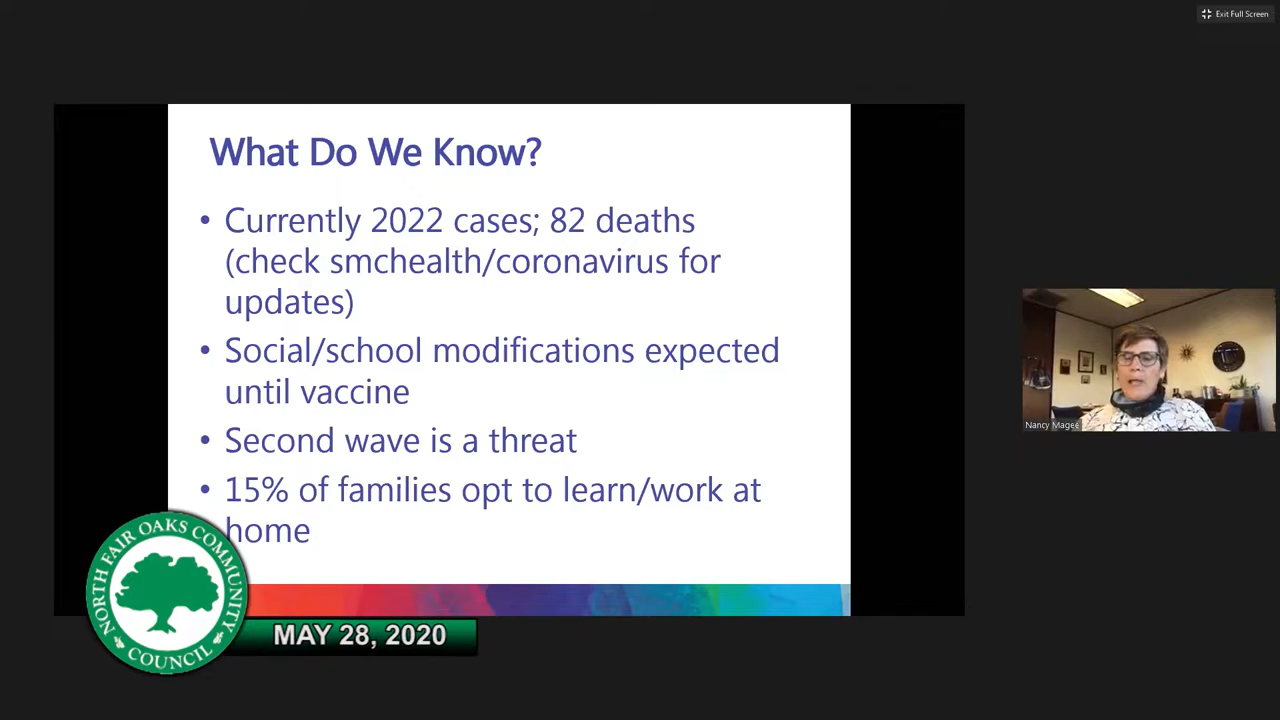 Exit Full Screen
What Do We Know?
• Currently 2022 cases; 82 deaths
(check smchealth/coronavirus for
updates)
• Social/school modifications expected
until vaccine
• Second wave is a threat
• 15% of families opt to learn/work at
home
Nancy Magee
NORTH FAIR OAKS COMMUNITY
COUNCIL
MAY 28, 2020